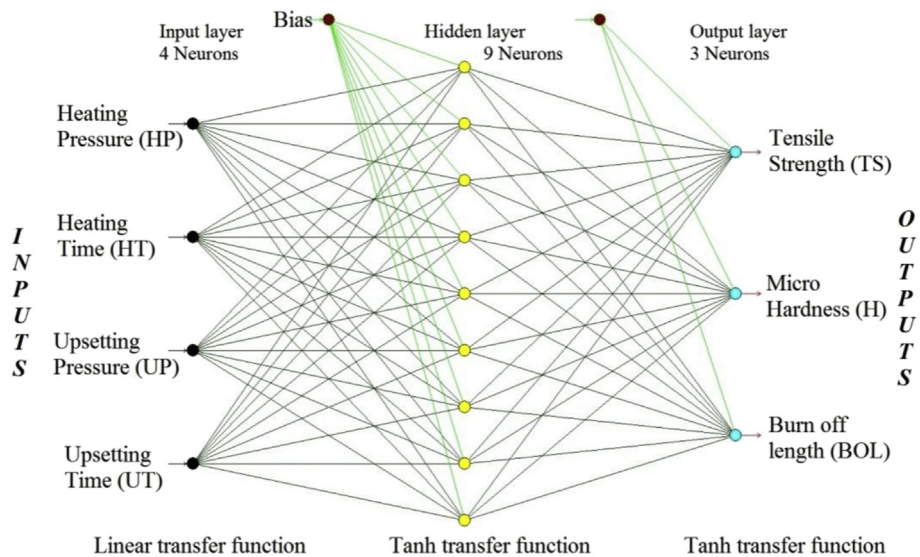 Bias
Input layer
4 Neurons
Hidden layer
9 Neurons
Output layer
3 Neurons
Heating
Pressure (HP)
Heating
Time (HT)
Upsetting
Pressure (UP)
Upsetting
Time (UT)
INPUTS
Tensile
Strength (TS)
Micro
Hardness (H)
Burn off
length (BOL)
OUTPUTS
Linear transfer function
Tanh transfer function
Tanh transfer function